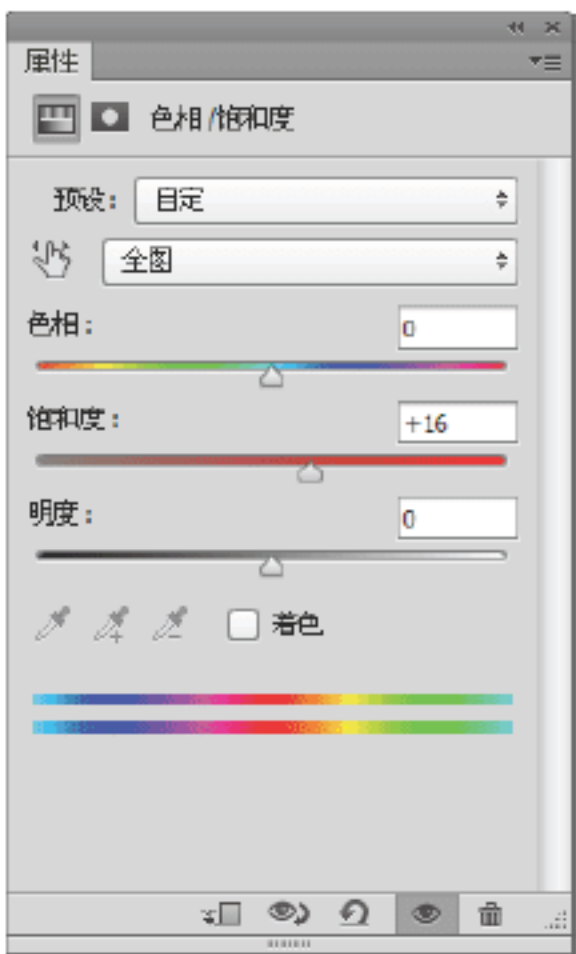 属性
色相/饱和度
预设： 自定
全图
色相： 0
饱和度： +16
明度： 0
着色